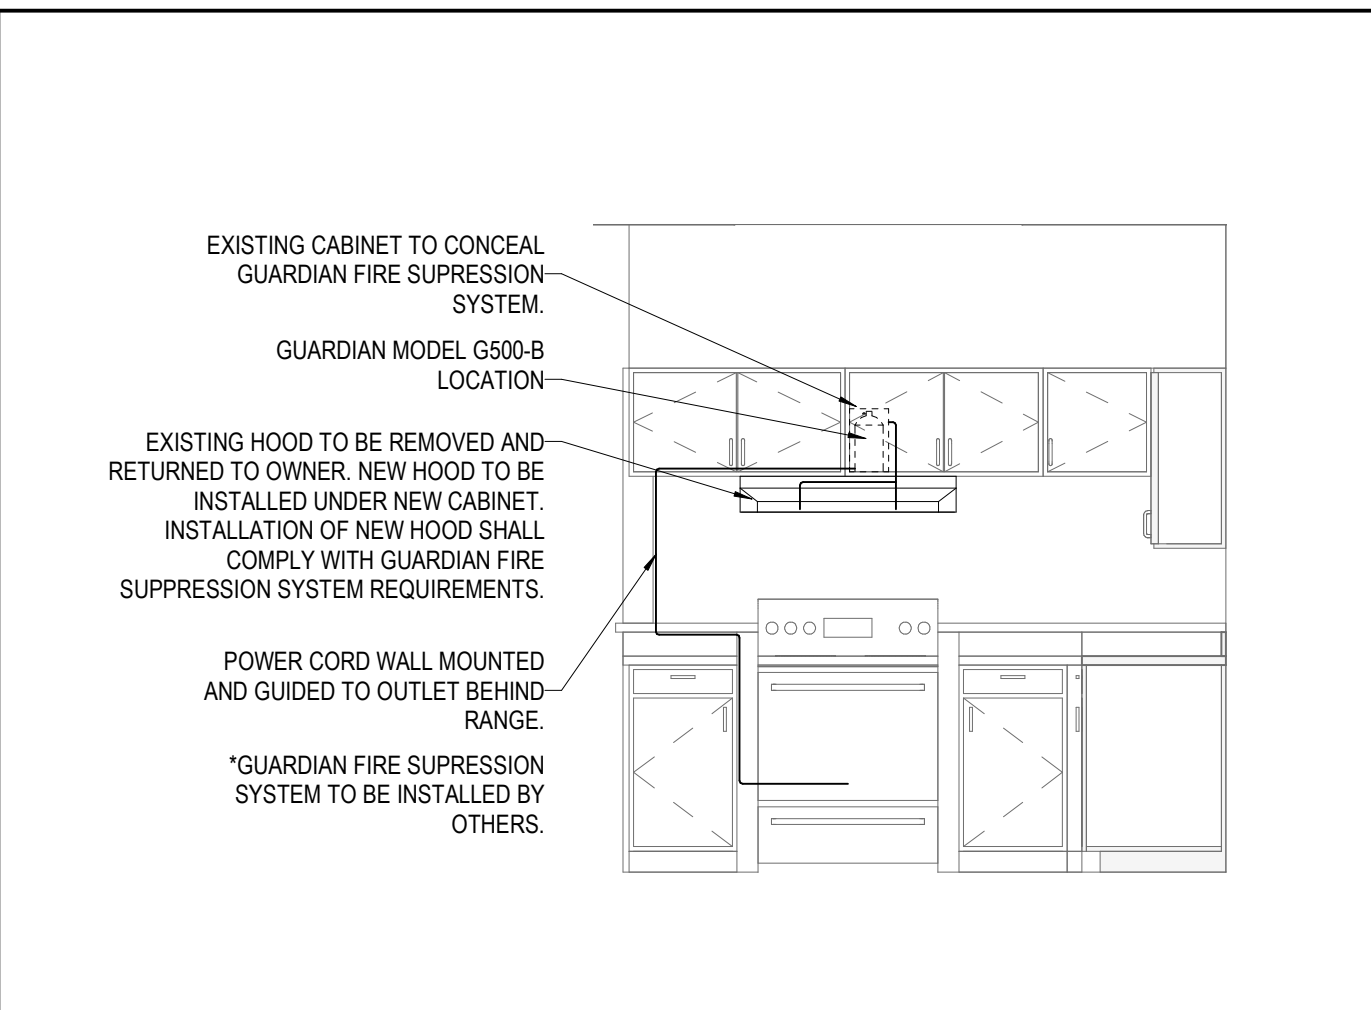 EXISTING CABINET TO CONCEAL
GUARDIAN FIRE SUPRESSION
SYSTEM.
GUARDIAN MODEL G500-B
LOCATION
EXISTING HOOD TO BE REMOVED AND
RETURNED TO OWNER. NEW HOOD TO BE
INSTALLED UNDER NEW CABINET.
INSTALLATION OF NEW HOOD SHALL
COMPLY WITH GUARDIAN FIRE
SUPPRESSION SYSTEM REQUIREMENTS.
POWER CORD WALL MOUNTED
AND GUIDED TO OUTLET BEHIND
RANGE.
*GUARDIAN FIRE SUPRESSION
SYSTEM TO BE INSTALLED BY
OTHERS.